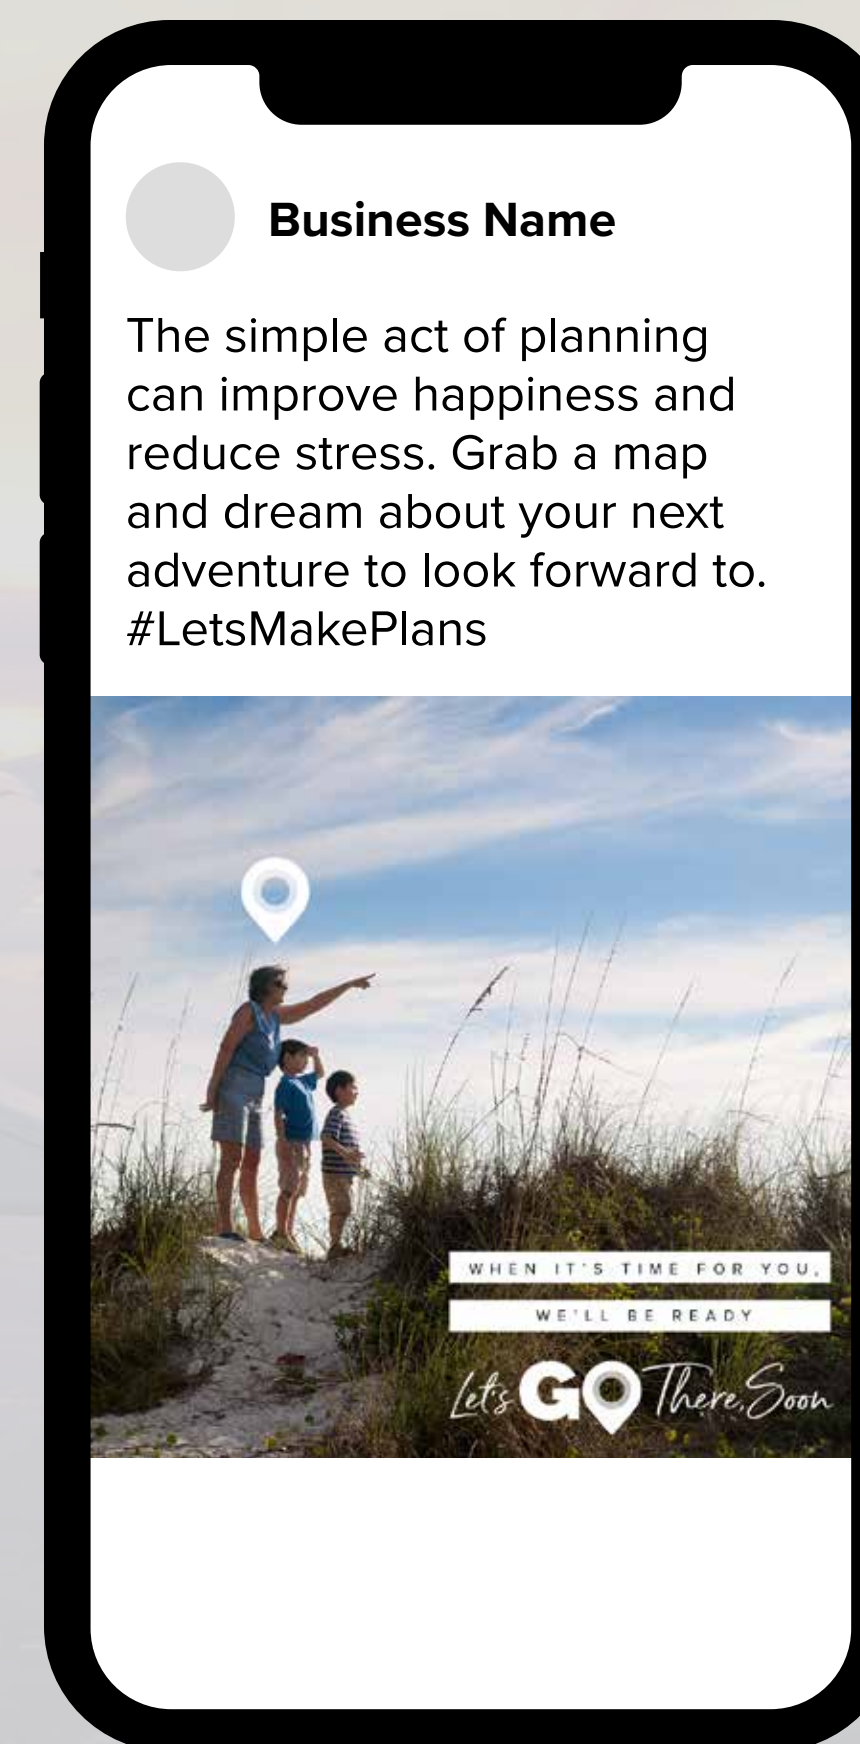 Business Name
The simple act of planning
can improve happiness and
reduce stress. Grab a map
and dream about your next
adventure to look forward to.
#LetsMakePlans
WHEN IT'S TIME FOR YOU,
WE'LL BE READY
Let's GO There, Soon